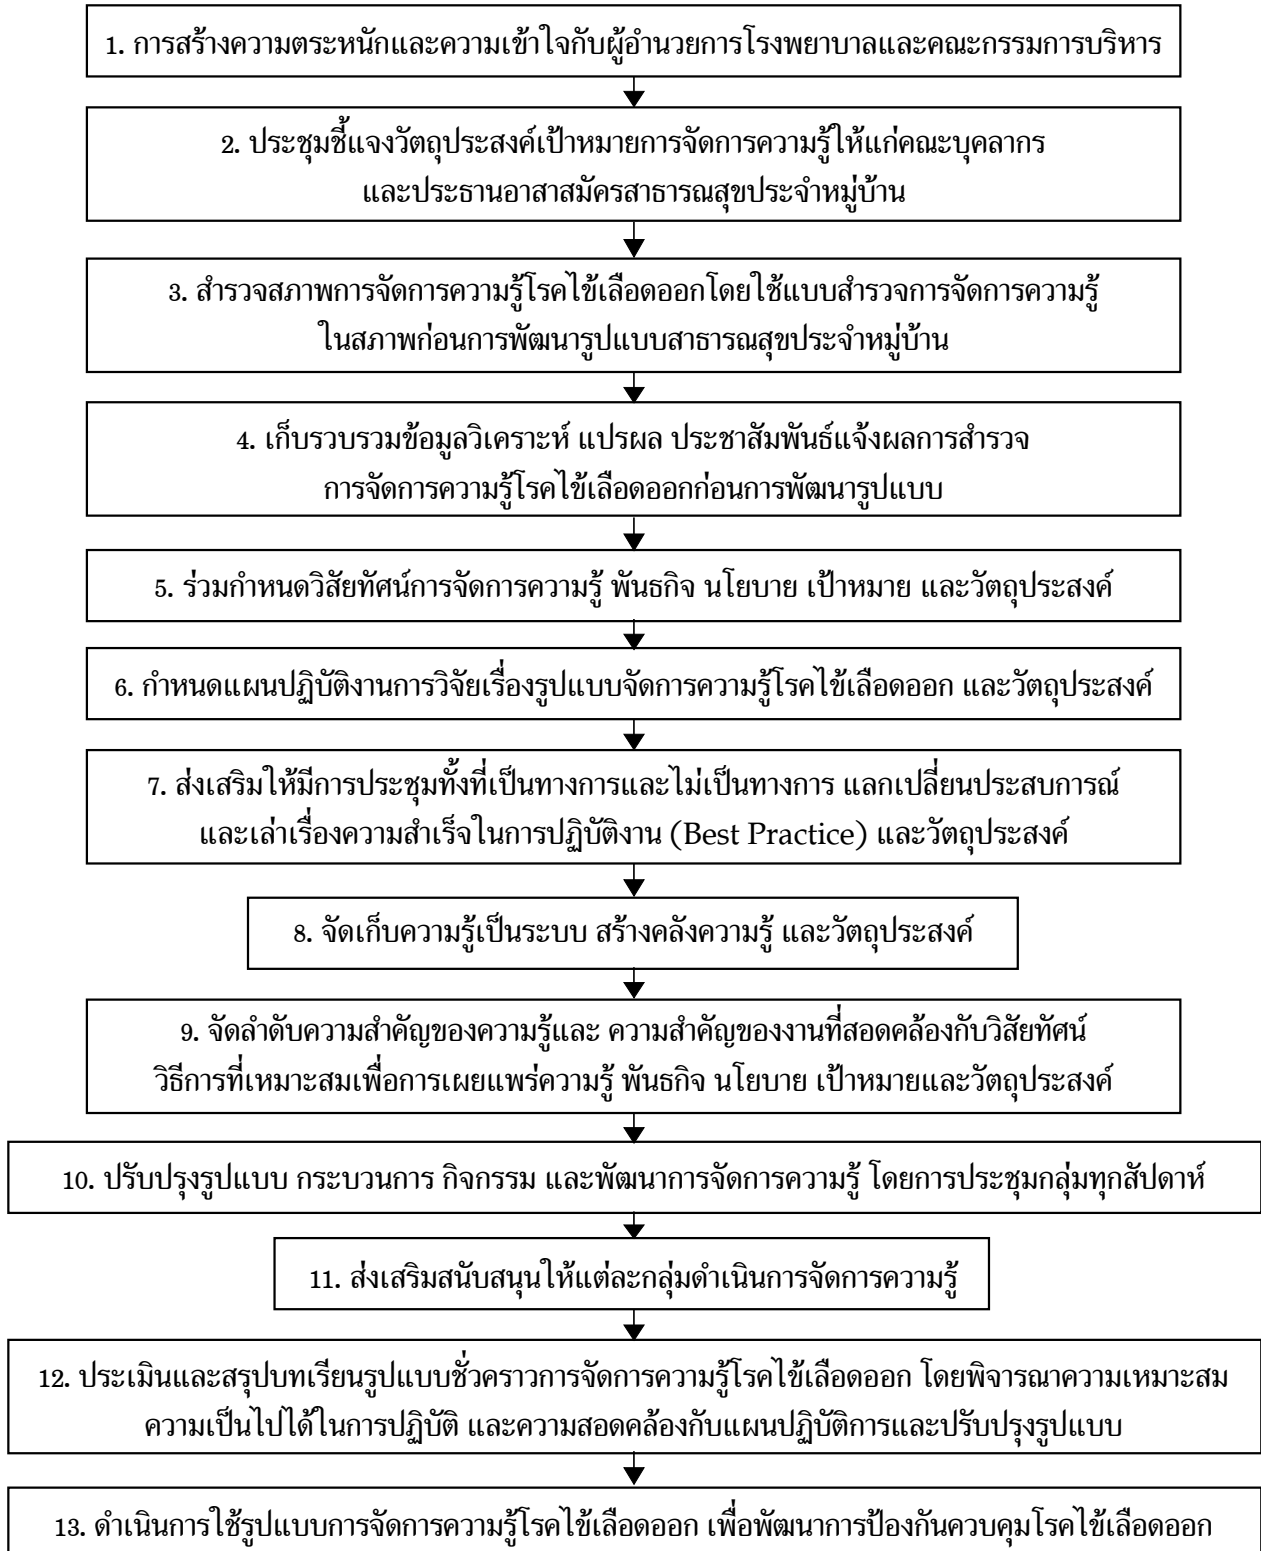 1. การสร้างความตระหนักและความเข้าใจกับผู้อำนวยการโรงพยาบาลและคณะกรรมการบริหาร
2. ประชุมชี้แจงวัตถุประสงค์เป้าหมายการจัดการความรู้ให้แก่คณะบุคลากร
และประธานอาสาสมัครสาธารณสุขประจำหมู่บ้าน
3. สำรวจสภาพการจัดการความรู้โรคไข้เลือดออกโดยใช้แบบสำรวจการจัดการความรู้
ในสภาพก่อนการพัฒนารูปแบบสาธารณสุขประจำหมู่บ้าน
4. เก็บรวบรวมข้อมูลวิเคราะห์ แปรผล ประชาสัมพันธ์แจ้งผลการสำรวจ
การจัดการความรู้โรคไข้เลือดออกก่อนการพัฒนารูปแบบ
5. ร่วมกำหนดวิสัยทัศน์การจัดการความรู้ พันธกิจ นโยบาย เป้าหมาย และวัตถุประสงค์
6. กำหนดแผนปฏิบัติงานการวิจัยเรื่องรูปแบบจัดการความรู้โรคไข้เลือดออก และวัตถุประสงค์
7. ส่งเสริมให้มีการประชุมทั้งที่เป็นทางการและไม่เป็นทางการ แลกเปลี่ยนประสบการณ์
และเล่าเรื่องความสำเร็จในการปฏิบัติงาน (Best Practice) และวัตถุประสงค์
8. จัดเก็บความรู้เป็นระบบ สร้างคลังความรู้ และวัตถุประสงค์
9. จัดลำดับความสำคัญของความรู้และ ความสำคัญของงานที่สอดคล้องกับวิสัยทัศน์
วิธีการที่เหมาะสมเพื่อการเผยแพร่ความรู้ พันธกิจ นโยบาย เป้าหมายและวัตถุประสงค์
10. ปรับปรุงรูปแบบ กระบวนการ กิจกรรม และพัฒนาการจัดการความรู้ โดยการประชุมกลุ่มทุกสัปดาห์
11. ส่งเสริมสนับสนุนให้แต่ละกลุ่มดำเนินการจัดการความรู้
12. ประเมินและสรุปบทเรียนรูปแบบชั่วคราวการจัดการความรู้โรคไข้เลือดออก โดยพิจารณาความเหมาะสม
ความเป็นไปได้ในการปฏิบัติ และความสอดคล้องกับแผนปฏิบัติการและปรับปรุงรูปแบบ
13. ดำเนินการใช้รูปแบบการจัดการความรู้โรคไข้เลือดออก เพื่อพัฒนาการป้องกันควบคุมโรคไข้เลือดออก